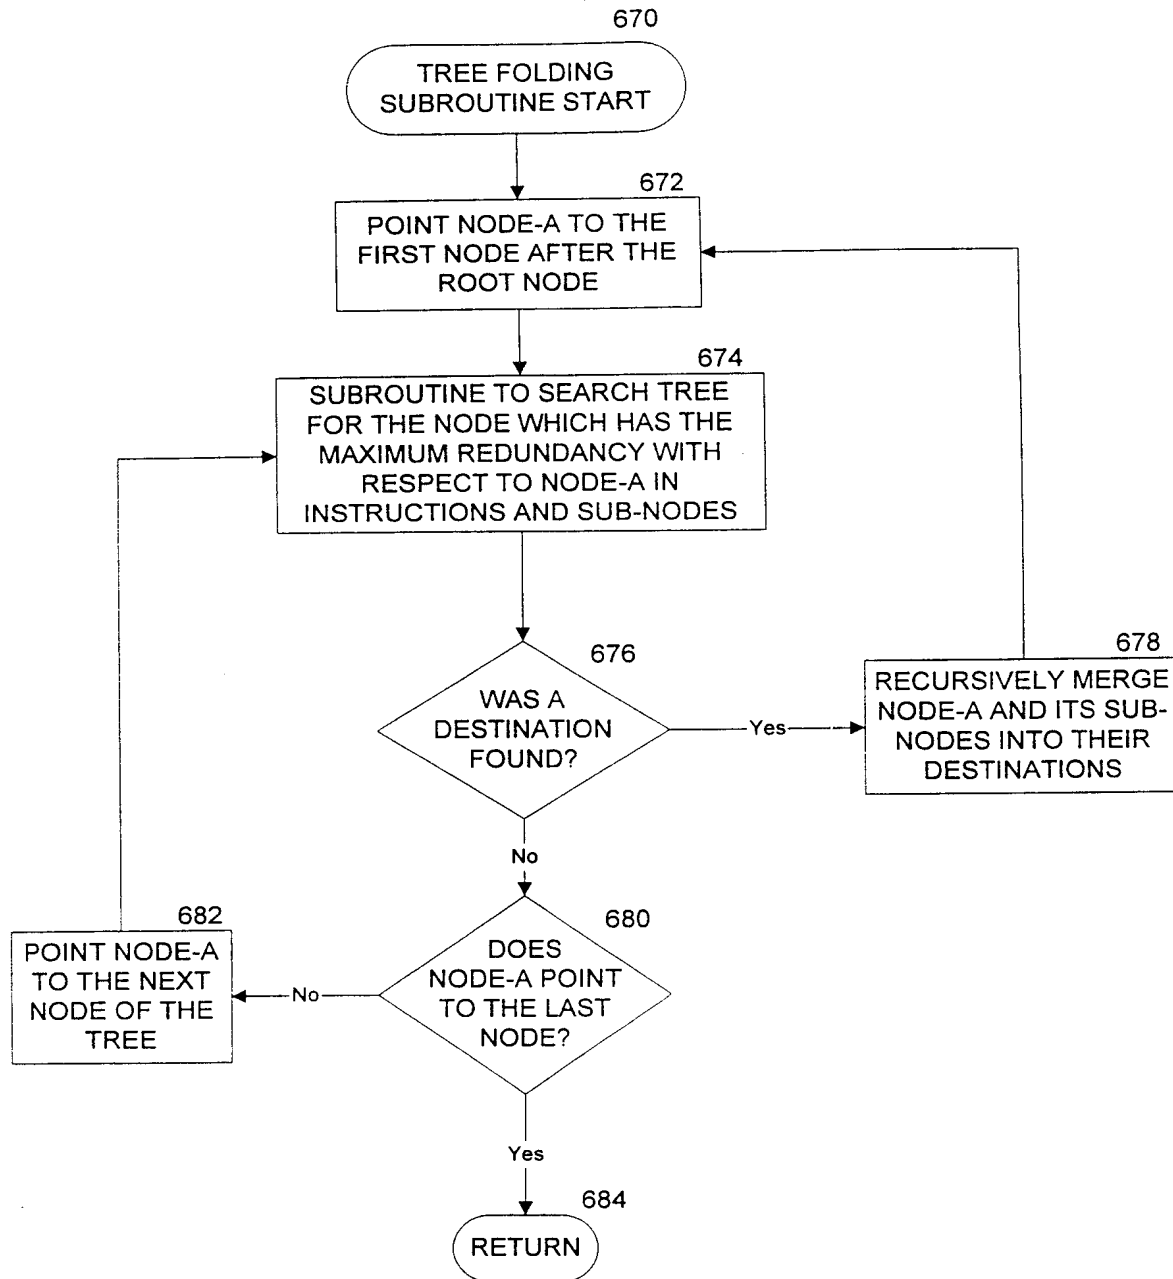 670
TREE FOLDING
SUBROUTINE START
672
POINT NODE-A TO THE
FIRST NODE AFTER THE
ROOT NODE
674
SUBROUTINE TO SEARCH TREE
FOR THE NODE WHICH HAS THE
MAXIMUM REDUNDANCY WITH
RESPECT TO NODE-A IN
INSTRUCTIONS AND SUB-NODES
676
WAS A
DESTINATION
FOUND?
Yes
678
RECURSIVELY MERGE
NODE-A AND ITS SUB-
NODES INTO THEIR
DESTINATIONS
No
680
DOES
NODE-A POINT
TO THE LAST
NODE?
No
682
POINT NODE-A
TO THE NEXT
NODE OF THE
TREE
Yes
684
RETURN